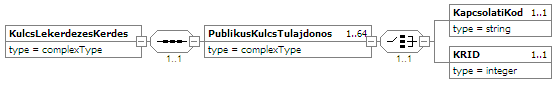 KulcsLekerdezesKerdes
type = complexType
1..1
PublikusKulcsTulajdonos 1..64
type = complexType
1..1
KapcsolatiKod 1..1
type = string
KRID 1..1
type = integer